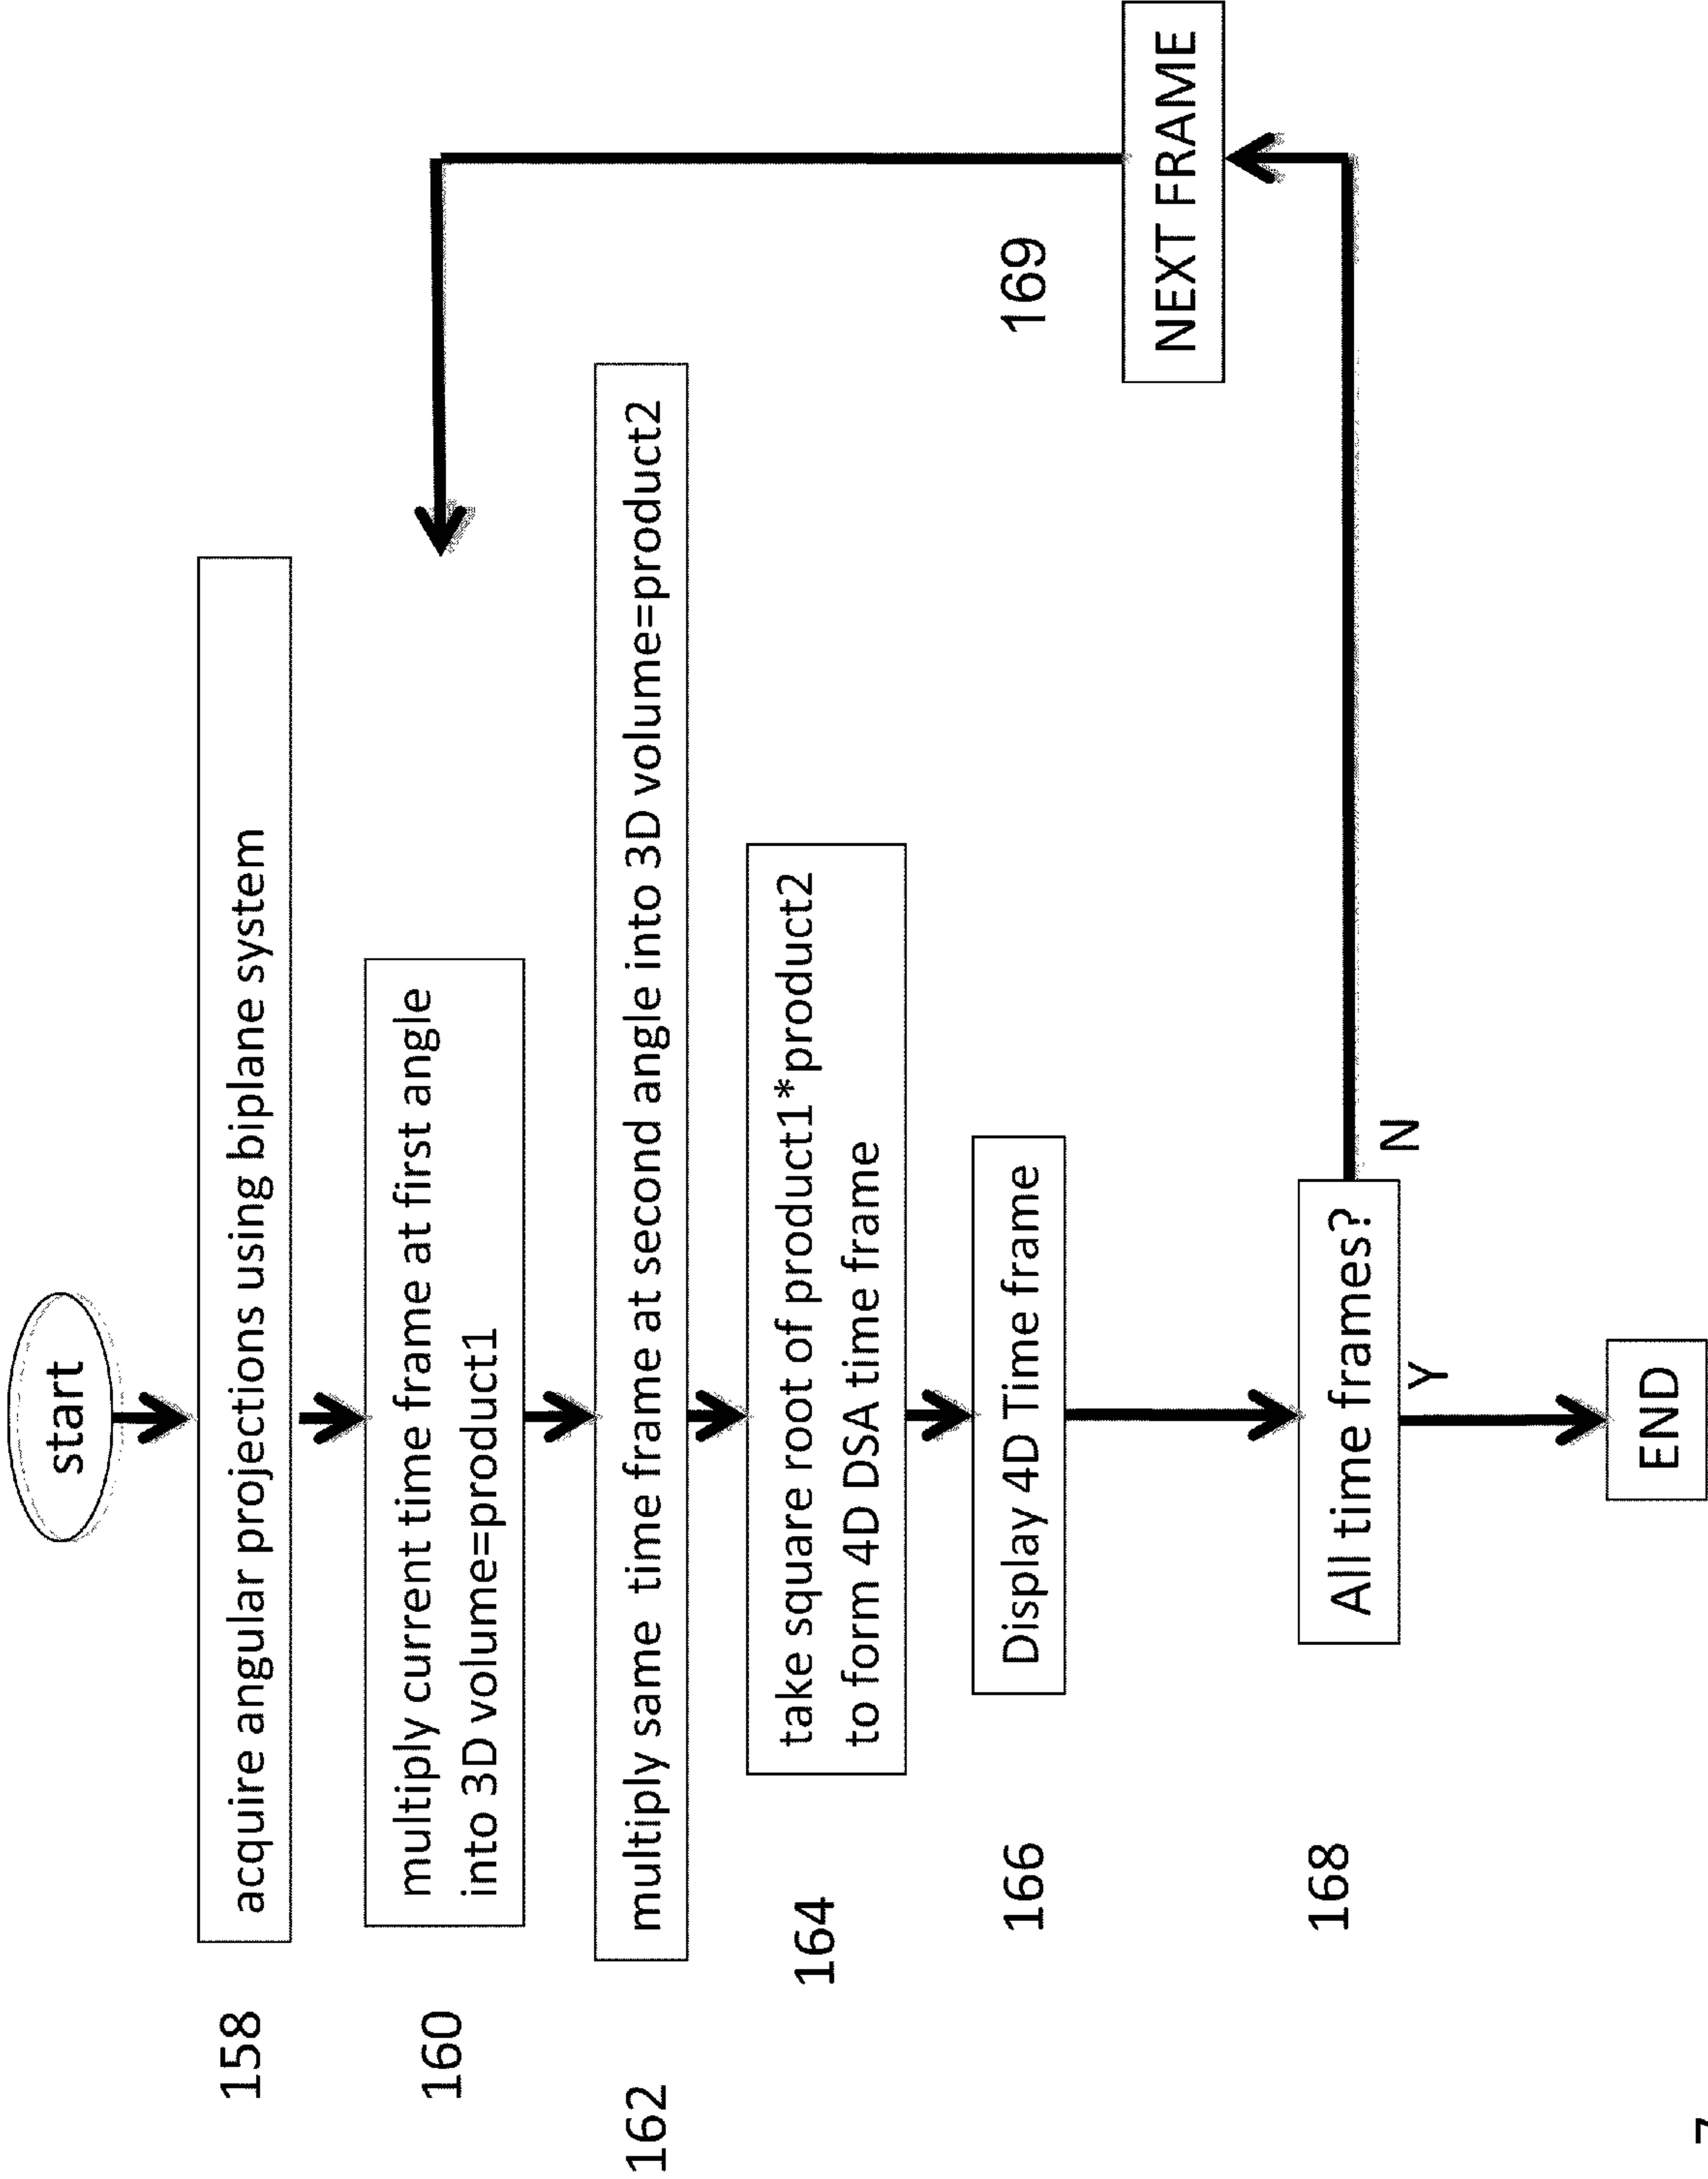 start
158
acquire angular projections using biplane system
160
multiply current time frame at first angle
into 3D volume=product1
162
multiply same time frame at second angle into 3D volume=product2
164
take square root of product1*product2
to form 4D DSA time frame
166
Display 4D Time frame
169
NEXT FRAME
168
All time frames?
N
Y
END